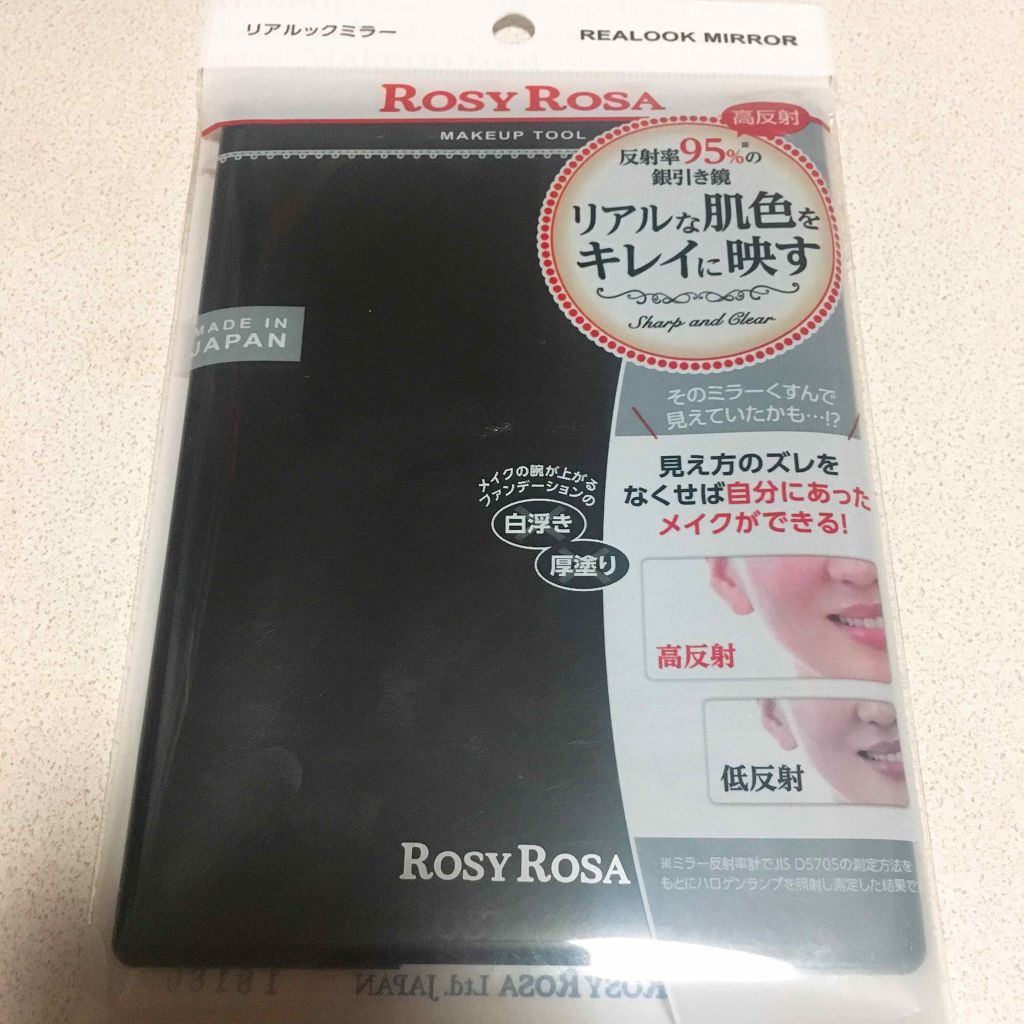 リアルックミラー
REALOOK MIRROR
ROSY ROSA
MAKEUP TOOL
高反射
反射率95%※の
銀引き鏡
リアルな肌色を
キレイに映す
Sharp and Clear
MADE IN
JAPAN
そのミラーくすんで
見えていたかも…!?
見え方のズレを
なくせば自分にあった
メイクができる!
メイクの腕が上がる
ファンデーションの
白浮き
厚塗り
高反射
低反射
ROSY ROSA
※ミラー反射率計でJIS D5705の測定方法を
もとにハロゲンランプを照射し測定した結果で
ROSY ROSA Ltd. JAPAN